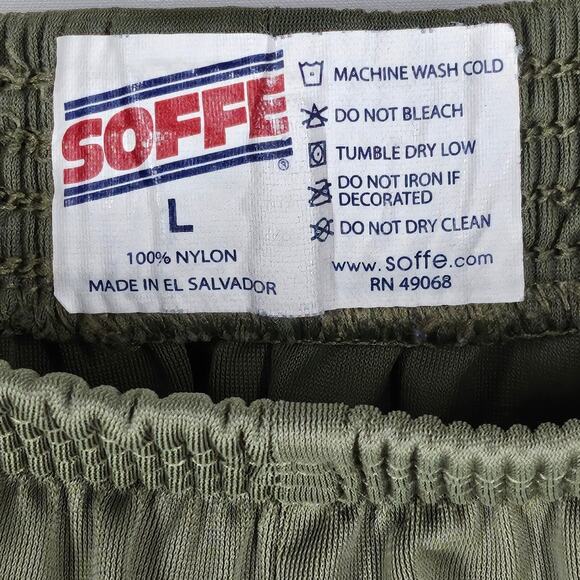 SOFFE
®
L
100% NYLON
MADE IN EL SALVADOR
MACHINE WASH COLD
DO NOT BLEACH
TUMBLE DRY LOW
DO NOT IRON IF
DECORATED
DO NOT DRY CLEAN
www.soffe.com
RN 49068